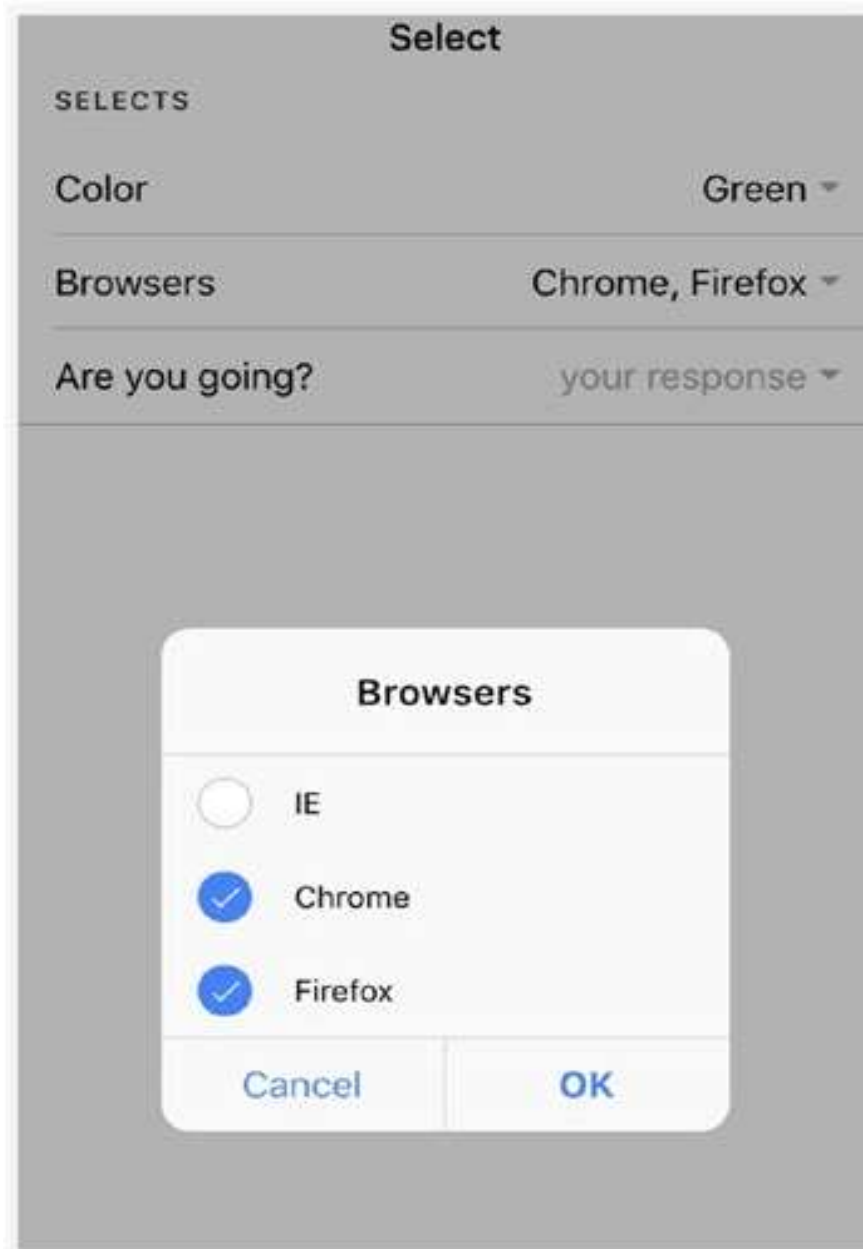 Select
SELECTS
Color Green
Browsers Chrome, Firefox
Are you going? your response
Browsers
IE
Chrome
Firefox
Cancel OK